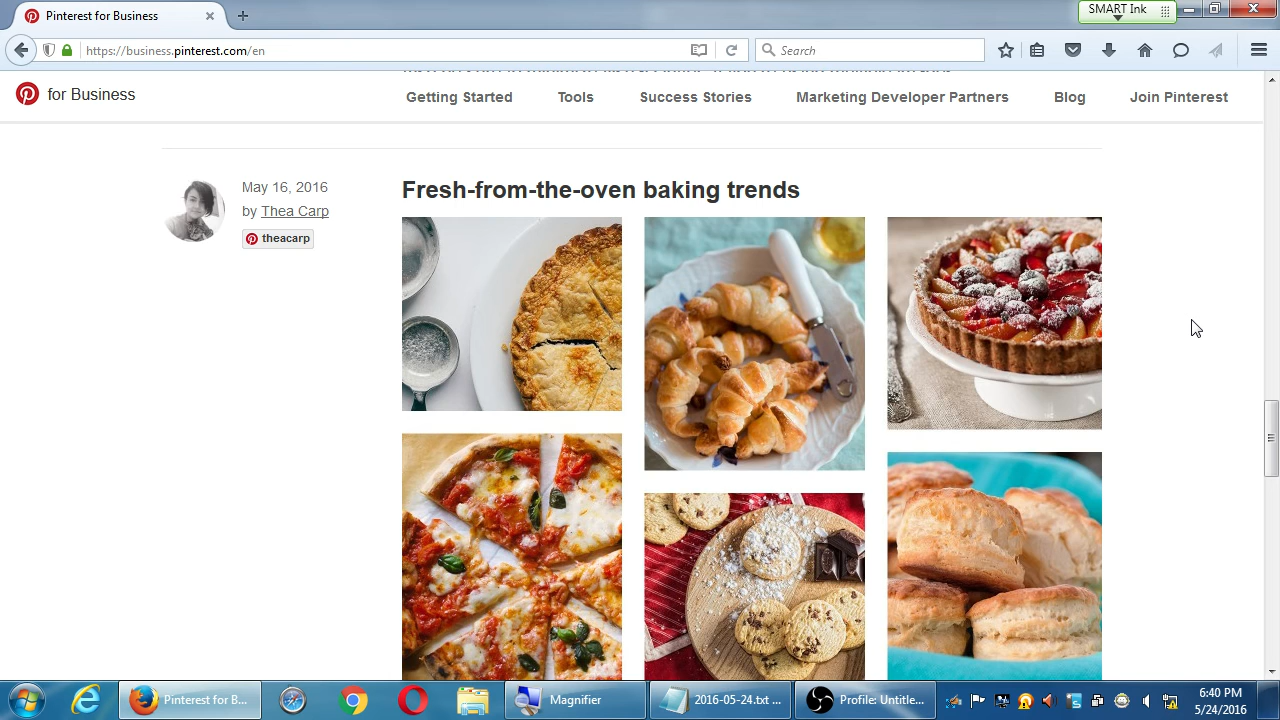 Pinterest for Business
SMART Ink
https://business.pinterest.com/en
Search
for Business
Getting Started
Tools
Success Stories
Marketing Developer Partners
Blog
Join Pinterest
May 16, 2016
by Thea Carp
theacarp
Fresh-from-the-oven baking trends
Pinterest for B...
Magnifier
2016-05-24.txt ...
Profile: Untitle...
6:40 PM
5/24/2016